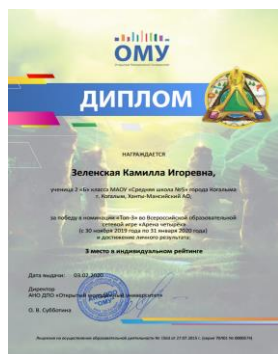 ОМУ
ДИПЛОМ
НАГРАЖДАЕТСЯ
Зеленская Камилла Игоревна,
ученица 2 «Б» класса МАОУ «Средняя школа №5» города Когалыма
г. Когалым, Ханты-Мансийский АО,
за победу в номинации «Топ-3» во Всероссийской образовательной
сетевой игре «Арена четырёх»
(с 30 ноября 2019 года по 31 января 2020 года)
и достижение личного результата:
3 место в индивидуальном рейтинге
Дата выдачи: 03.02.2020
Директор
АНО ДПО «Открытый молодёжный университет»
О. В. Субботина